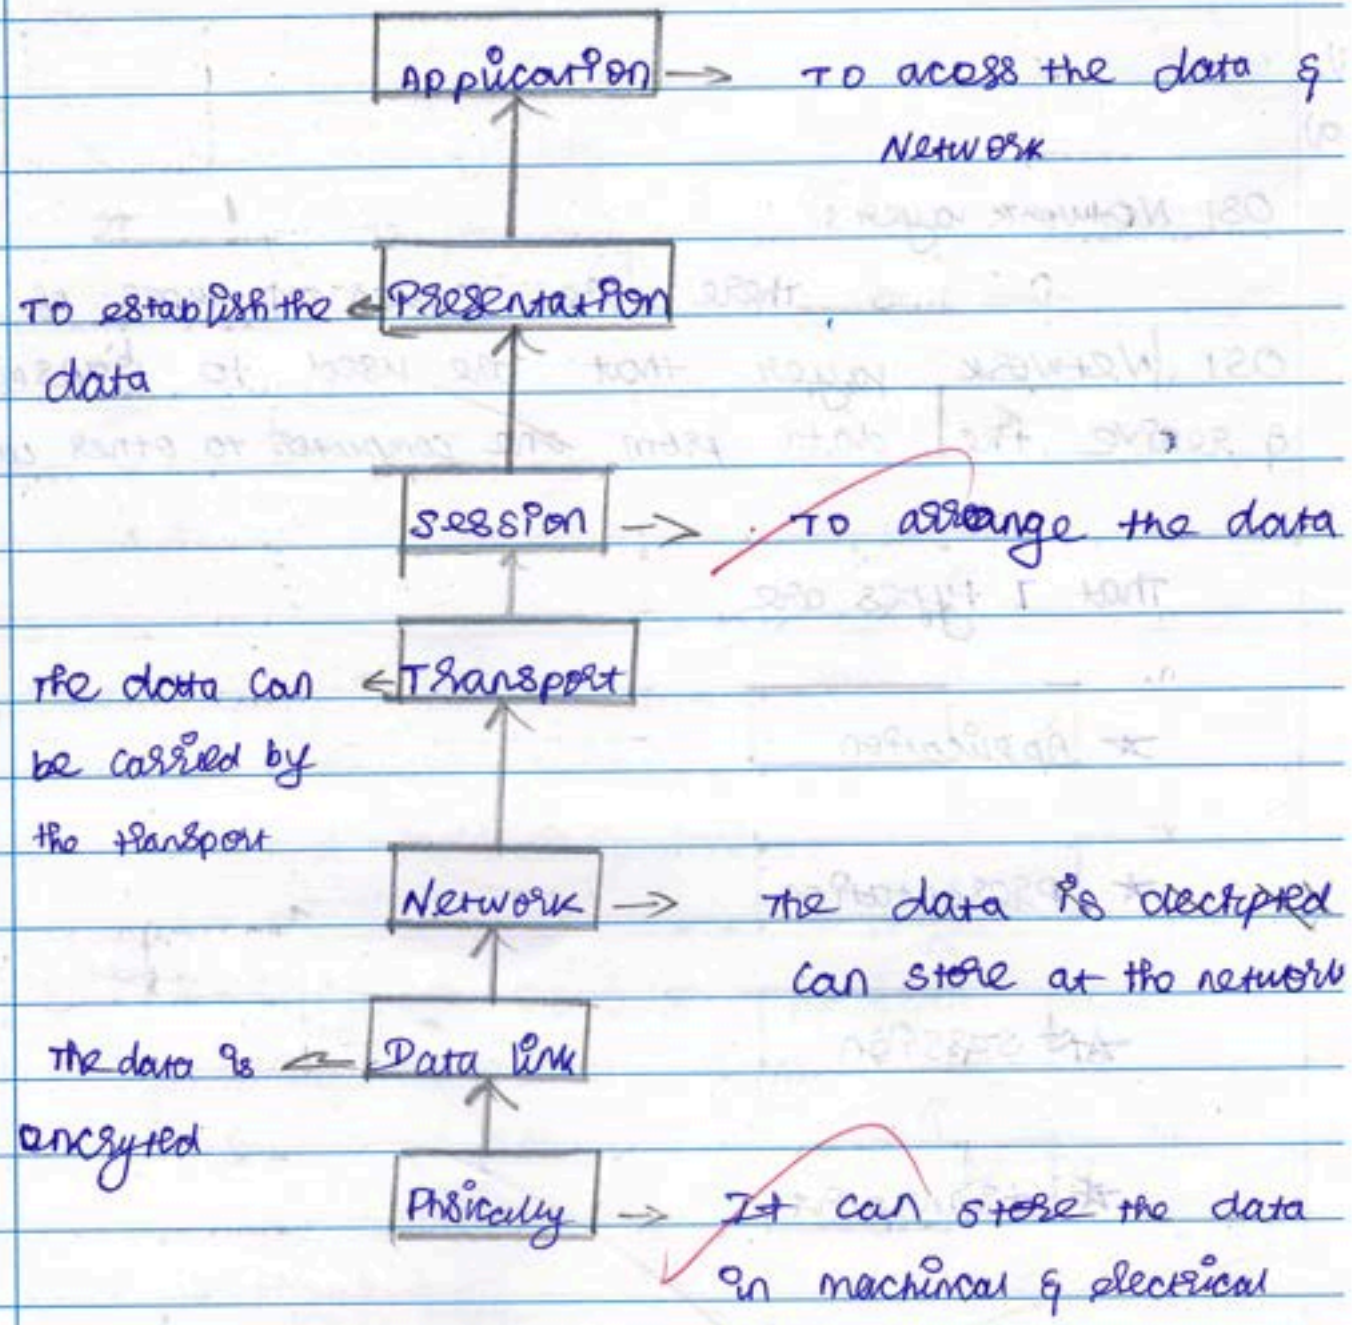 Application → To acess the data &
Network
To establish the ← Presentation
data
session → To arrange the data
The data can ← Transport
be carried by
the transport
Network → The data is decripted
can store at the network
The data is ← Data link
encryted
Phsically → It can store the data
in machincal & electrical